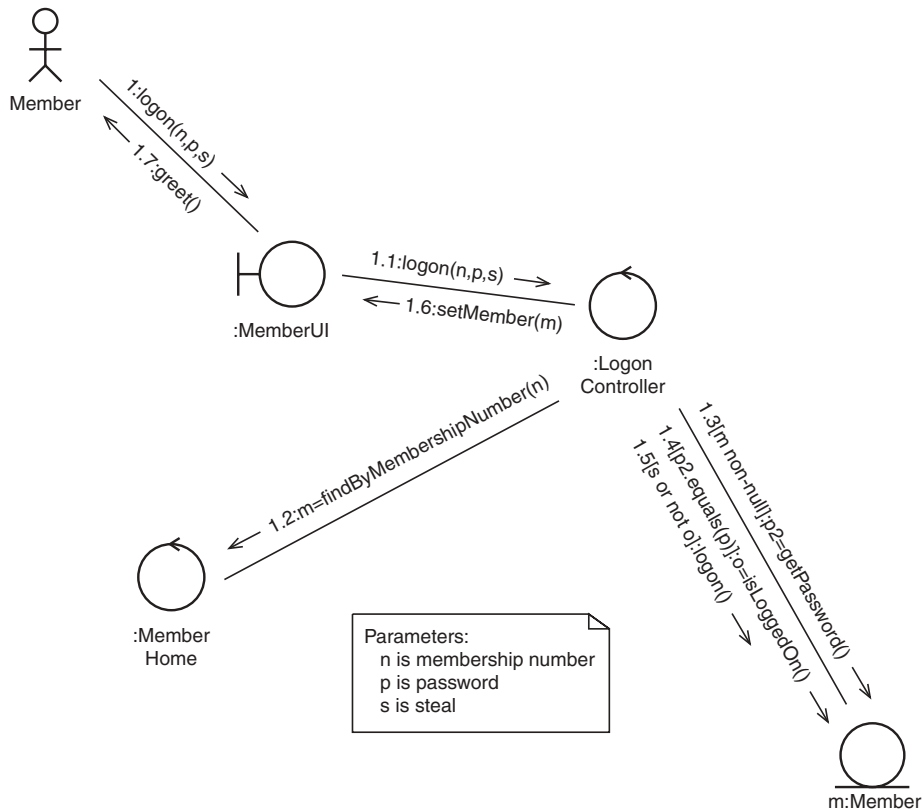 Member
1:logon(n,p,s)
1.7:greet()
:MemberUI
1.1:logon(n,p,s)
1.6:setMember(m)
:Logon
Controller
1.2:m=findByMembershipNumber(n)
:Member
Home
1.3[m non-null]:p2=getPassword()
1.4[p2.equals(p)]:o=isLoggedOn()
1.5[s or not o]:logon()
Parameters:
n is membership number
p is password
s is steal
m:Member